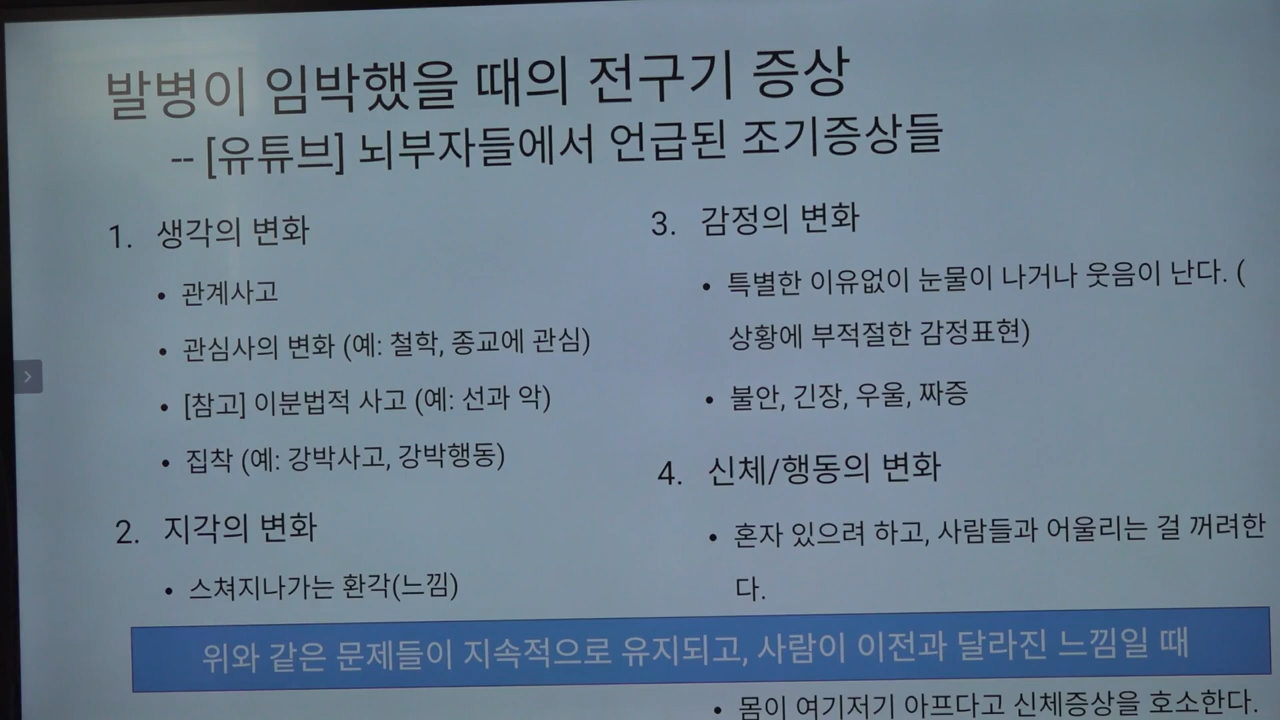 발병이 임박했을 때의 전구기 증상
-- [유튜브] 뇌부자들에서 언급된 조기증상들
1. 생각의 변화
• 관계사고
• 관심사의 변화 (예: 철학, 종교에 관심)
• [참고] 이분법적 사고 (예: 선과 악)
• 집착 (예: 강박사고, 강박행동)
2. 지각의 변화
• 스쳐지나가는 환각(느낌)
3. 감정의 변화
• 특별한 이유없이 눈물이 나거나 웃음이 난다. (
상황에 부적절한 감정표현)
• 불안, 긴장, 우울, 짜증
4. 신체/행동의 변화
• 혼자 있으려 하고, 사람들과 어울리는 걸 꺼려한
다.
위와 같은 문제들이 지속적으로 유지되고, 사람이 이전과 달라진 느낌일 때
• 몸이 여기저기 아프다고 신체증상을 호소한다.